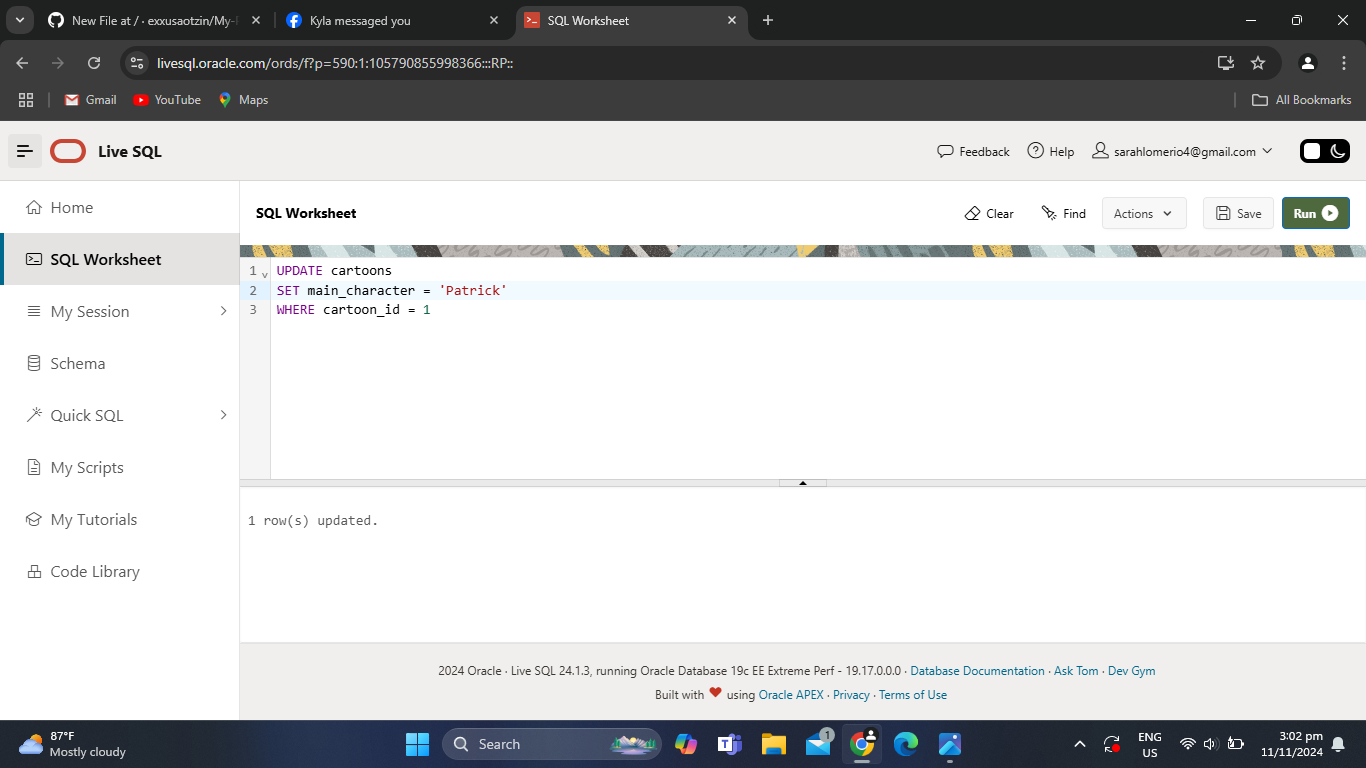 New File at / · exxusaotzin/My-
Kyla messaged you
SQL Worksheet
livesql.oracle.com/ords/f?p=590:1:105790855998366:::RP::
Gmail
YouTube
Maps
All Bookmarks
Live SQL
Feedback
Help
sarahlomerio4@gmail.com
Home
SQL Worksheet
My Session
Schema
Quick SQL
My Scripts
My Tutorials
Code Library
SQL Worksheet
Clear
Find
Actions
Save
Run
1 UPDATE cartoons
2 SET main_character = 'Patrick'
3 WHERE cartoon_id = 1
1 row(s) updated.
2024 Oracle · Live SQL 24.1.3, running Oracle Database 19c EE Extreme Perf - 19.17.0.0.0 · Database Documentation · Ask Tom · Dev Gym
Built with ❤ using Oracle APEX · Privacy · Terms of Use
87°F
Mostly cloudy
Search
1
ENG
US
3:02 pm
11/11/2024